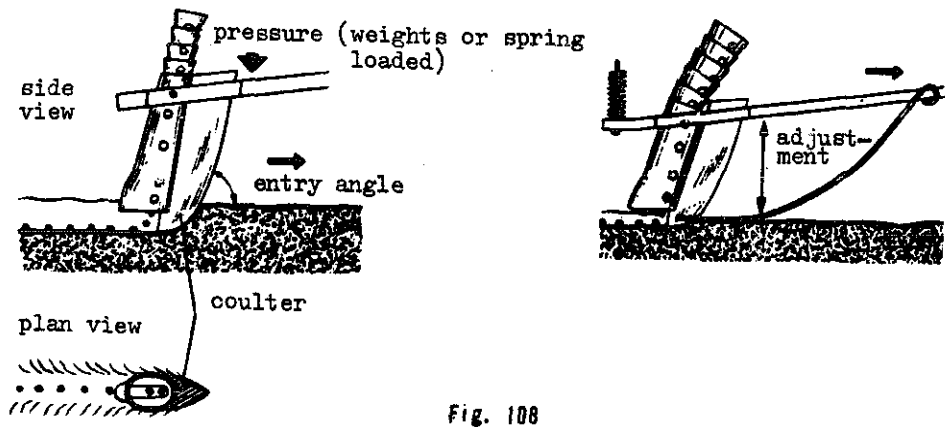 pressure (weights or spring
loaded)
side
view
entry angle
coulter
plan view
adjust-
ment
Fig. 108